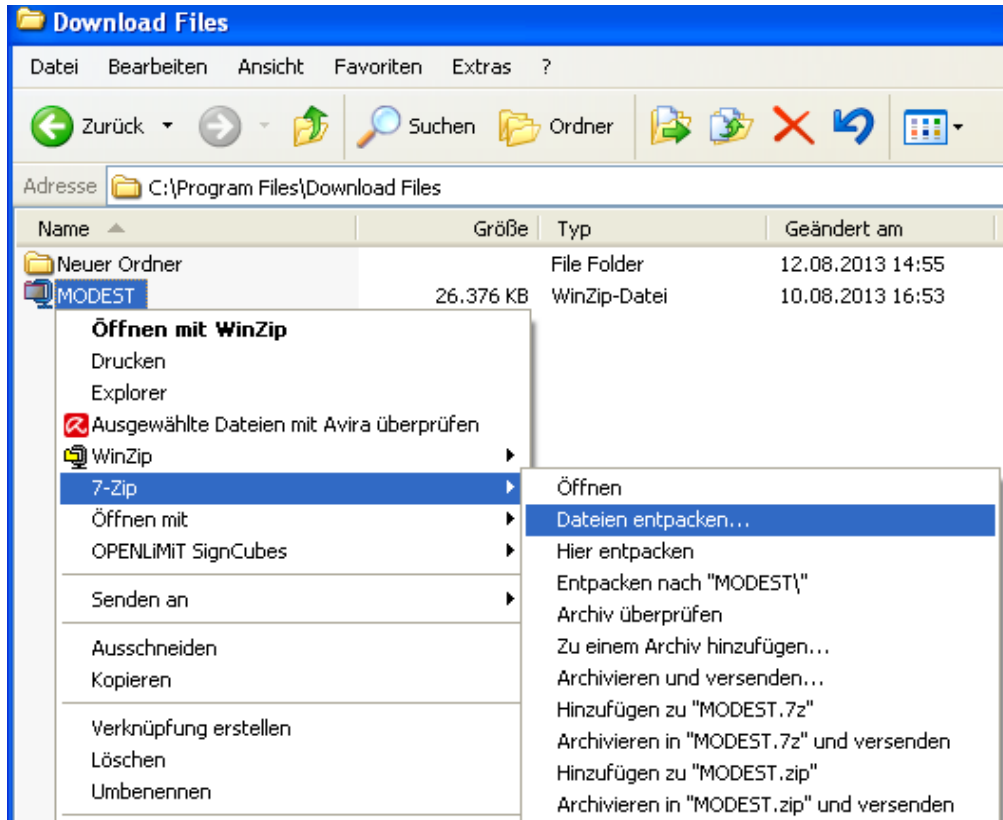 Download Files
Datei Bearbeiten Ansicht Favoriten Extras ?
Zurück Suchen Ordner
Adresse C:\Program Files\Download Files
Name Größe Typ Geändert am
Neuer Ordner File Folder 12.08.2013 14:55
MODEST 26.376 KB WinZip-Datei 10.08.2013 16:53
Öffnen mit WinZip
Drucken
Explorer
Ausgewählte Dateien mit Avira überprüfen
WinZip
7-Zip
Öffnen mit
OPENLiMiT SignCubes
Senden an
Ausschneiden
Kopieren
Verknüpfung erstellen
Löschen
Umbenennen
Öffnen
Dateien entpacken...
Hier entpacken
Entpacken nach "MODEST\"
Archiv überprüfen
Zu einem Archiv hinzufügen...
Archivieren und versenden...
Hinzufügen zu "MODEST.7z"
Archivieren in "MODEST.7z" und versenden
Hinzufügen zu "MODEST.zip"
Archivieren in "MODEST.zip" und versenden